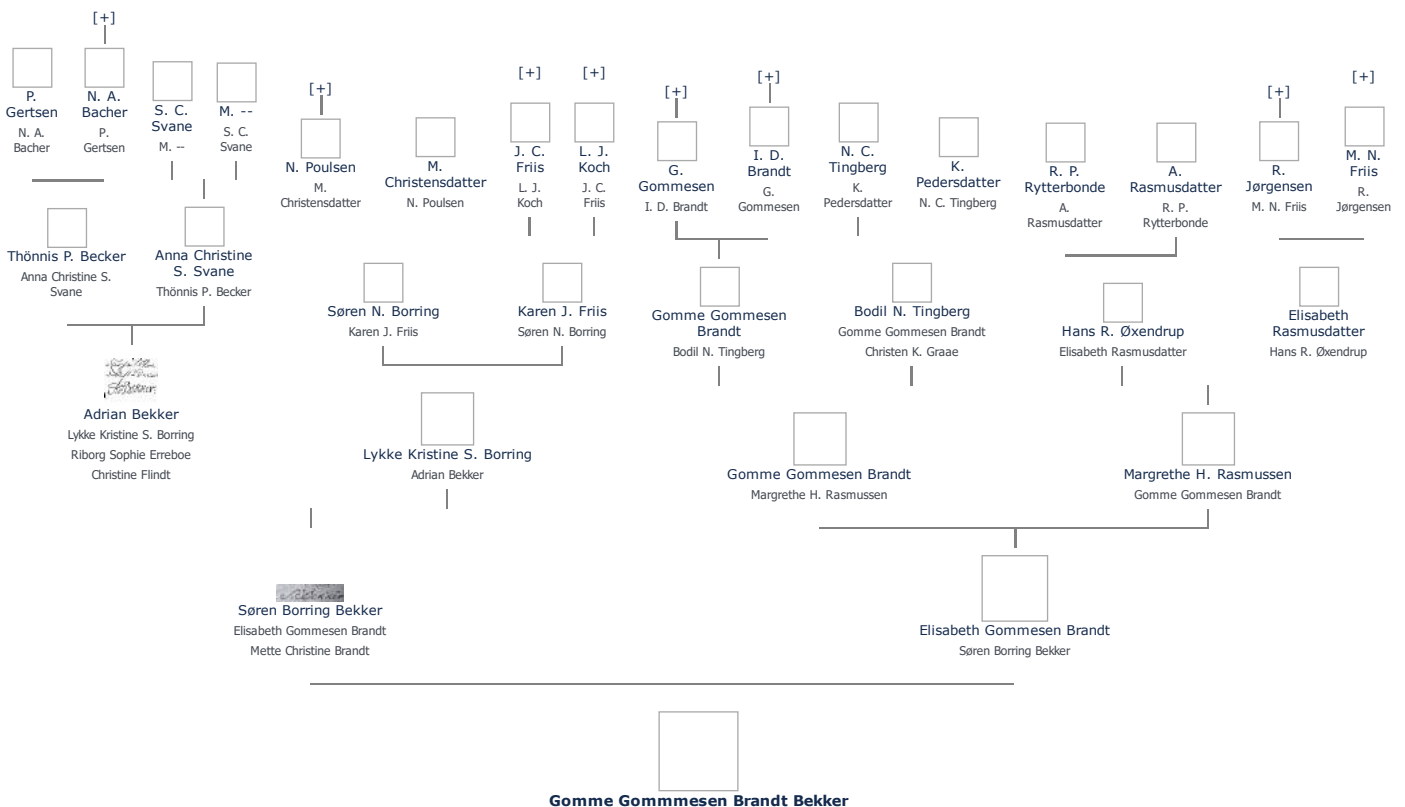 [+]
P.
Gertsen
N. A.
Bacher
N. A.
Bacher
P.
Gertsen
S. C.
Svane
M. --
M. --
S. C.
Svane
[+]
N. Poulsen
M.
Christensdatter
M.
Christensdatter
N. Poulsen
[+]
J. C.
Friis
L. J.
Koch
[+]
L. J.
Koch
J. C.
Friis
[+]
G.
Gommesen
I. D. Brandt
[+]
I. D.
Brandt
G.
Gommesen
N. C.
Tingberg
K.
Pedersdatter
K.
Pedersdatter
N. C. Tingberg
R. P.
Rytterbonde
A.
Rasmusdatter
A.
Rasmusdatter
R. P.
Rytterbonde
[+]
R.
Jørgensen
M. N. Friis
[+]
M. N.
Friis
R.
Jørgensen
Thönnis P. Becker
Anna Christine S.
Svane
Anna Christine
S. Svane
Thönnis P. Becker
Søren N. Borring
Karen J. Friis
Karen J. Friis
Søren N. Borring
Gomme Gommesen
Brandt
Bodil N. Tingberg
Bodil N. Tingberg
Gomme Gommesen Brandt
Christen K. Graae
Hans R. Øxendrup
Elisabeth Rasmusdatter
Elisabeth
Rasmusdatter
Hans R. Øxendrup
Adrian Bekker
Lykke Kristine S. Borring
Riborg Sophie Erreboe
Christine Flindt
Lykke Kristine S. Borring
Adrian Bekker
Gomme Gommesen Brandt
Margrethe H. Rasmussen
Margrethe H. Rasmussen
Gomme Gommesen Brandt
Søren Borring Bekker
Elisabeth Gommesen Brandt
Mette Christine Brandt
Elisabeth Gommesen Brandt
Søren Borring Bekker
Gomme Gommmesen Brandt Bekker